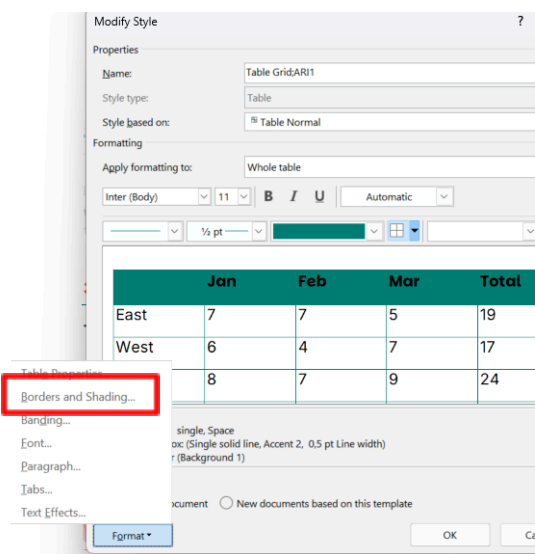 Modify Style ?
Properties
Name: Table Grid;ARI1
Style type: Table
Style based on: Table Normal
Formatting
Apply formatting to: Whole table
Inter (Body) 11 B I U Automatic
½ pt
Jan Feb Mar Total
East 7 7 5 19
West 6 4 7 17
8 7 9 24
Table Properties
Borders and Shading...
Banding...
single, Space
ox: (Single solid line, Accent 2, 0,5 pt Line width)
Font...
r (Background 1)
Paragraph...
Tabs...
ocument New documents based on this template
Text Effects...
Format OK Ca